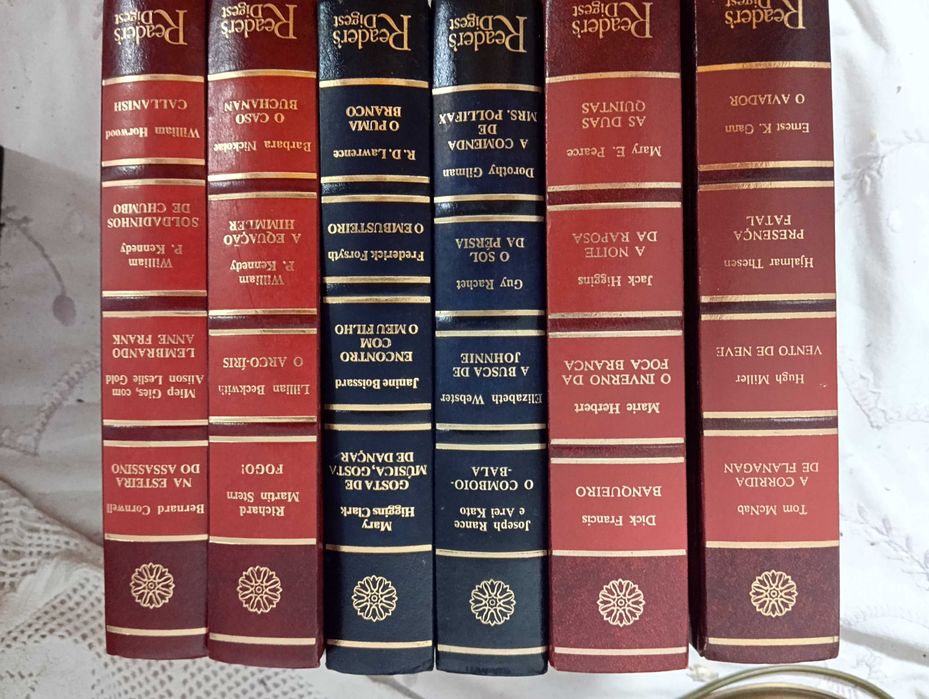 Tom McNab
A CORRIDA
DE FLANAGAN
Hugh Miller
VENTO DE NEVE
Hjalmar Thesen
PRESENÇA
FATAL
Ernest K. Gann
O AVIADOR
Reader's
Digest
Dick Francis
BANQUEIRO
Marie Herbert
O INVERNO DA
FOCA BRANCA
Jack Higgins
A NOITE
DA RAPOSA
Mary E. Pearce
AS DUAS
QUINTAS
Reader's
Digest
Joseph Rance
e Arei Kato
O COMBOIO-
-BALA
Elizabeth Webster
A BUSCA DE
JOHNNIE
Guy Rachet
O SOL
DA PÉRSIA
Dorothy Gilman
A COMENDA
DE
MRS. POLLIFAX
Reader's
Digest
Mary
Higgins Clark
GOSTA DE
MÚSICA, GOSTA
DE DANÇAR
Janine Boissard
ENCONTRO
COM
O MEU FILHO
Frederick Forsyth
O EMBUSTEIRO
R. D. Lawrence
O PUMA
BRANCO
Reader's
Digest
Richard
Martin Stern
FOGO!
Lillian Beckwith
O ARCO-ÍRIS
William
P. Kennedy
A EQUAÇÃO
HIMMLER
Barbara Nickolae
O CASO
BUCHANAN
Reader's
Digest
Bernard Cornwell
NA ESTEIRA
DO ASSASSINO
Miep Gies, com
Alison Leslie Gold
LEMBRANDO
ANNE FRANK
William
P. Kennedy
SOLDADINHOS
DE CHUMBO
William Horwood
CALLANISH
Reader's
Digest